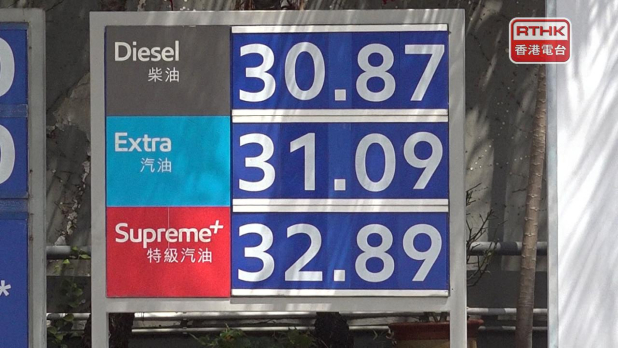 RTHK
香港電台
Diesel
柴油
30.87
Extra
汽油
31.09
Supreme+
特級汽油
32.89
*